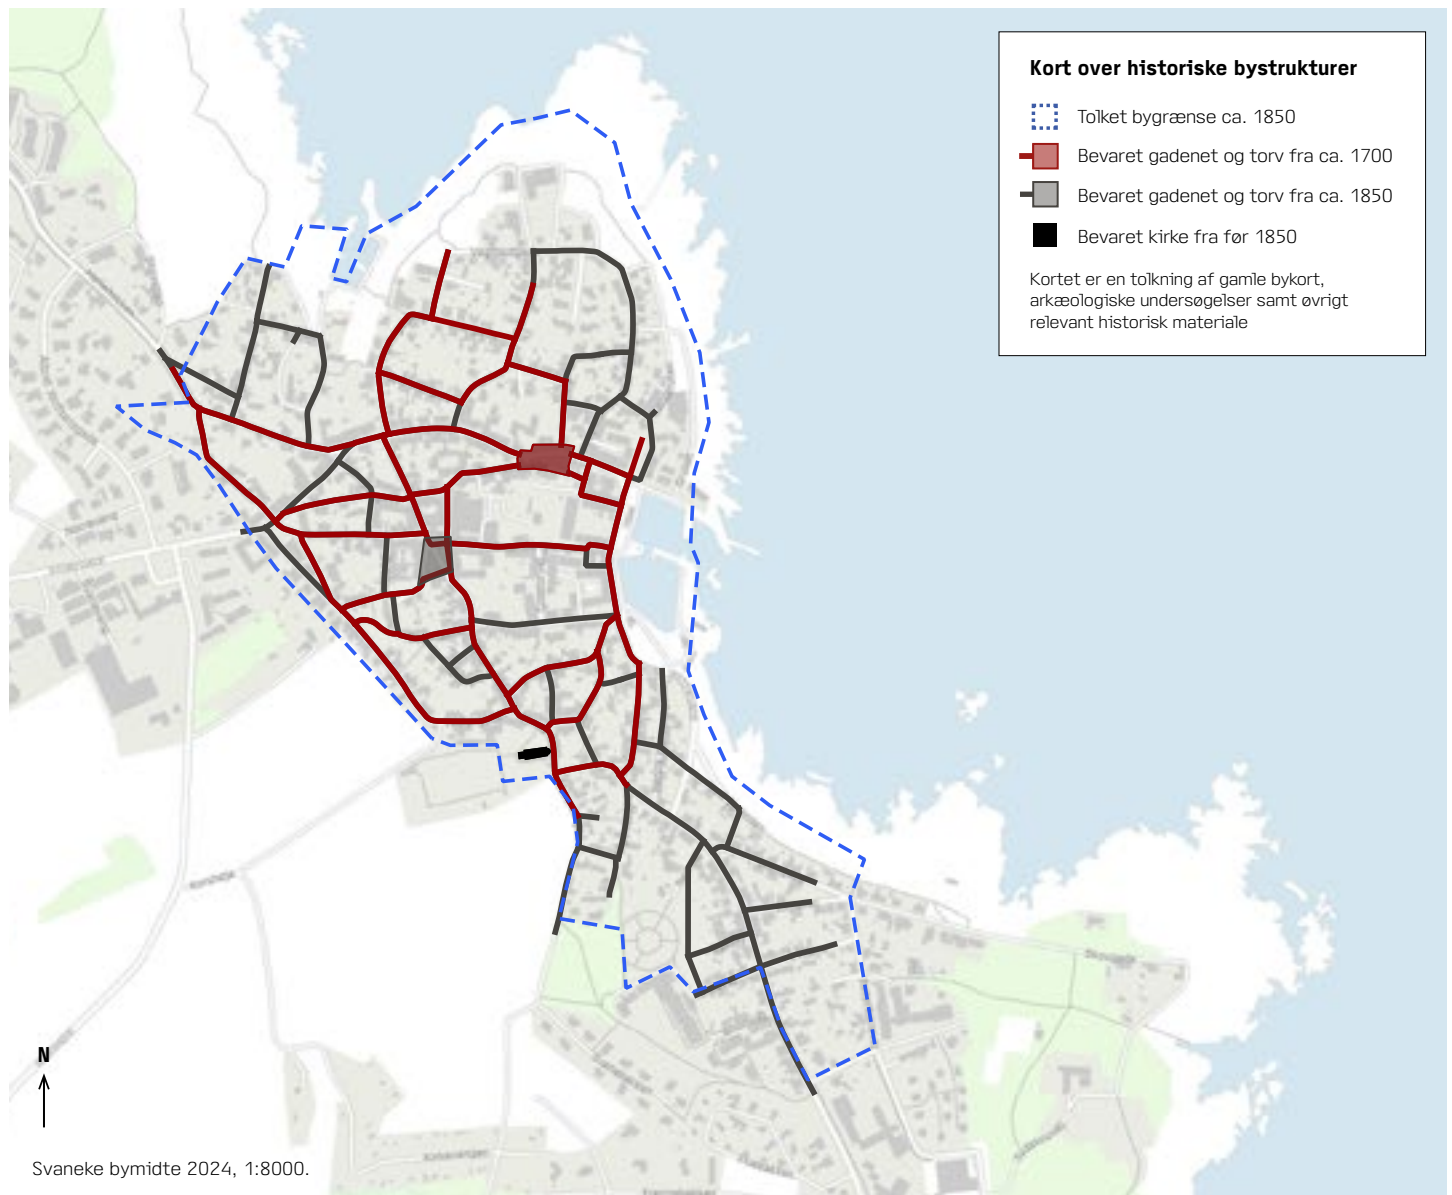 Kort over historiske bystrukturer
Tolket bygrænse ca. 1850
Bevaret gadenet og torv fra ca. 1700
Bevaret gadenet og torv fra ca. 1850
Bevaret kirke fra før 1850
Kortet er en tolkning af gamle bykort,
arkæologiske undersøgelser samt øvrigt
relevant historisk materiale
N
Svaneke bymidte 2024, 1:8000.